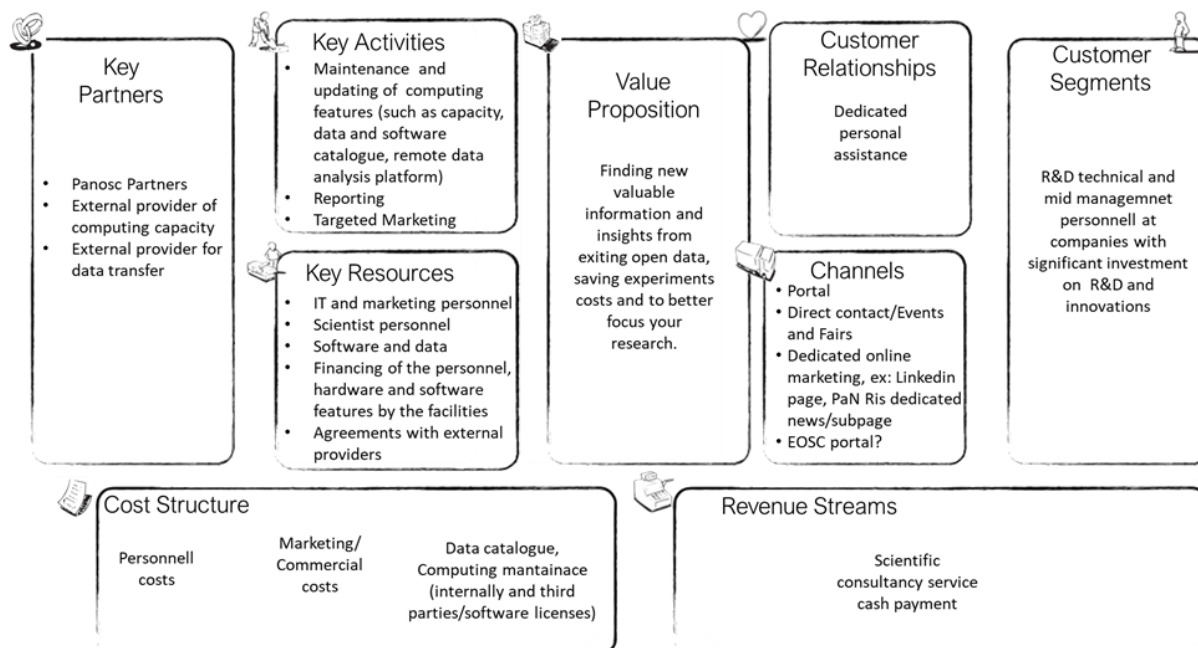 Key
Partners
• Panosc Partners
• External provider of
computing capacity
• External provider for
data transfer
Key Activities
• Maintenance and
updating of computing
features (such as capacity,
data and software
catalogue, remote data
analysis platform)
• Reporting
• Targeted Marketing
Key Resources
• IT and marketing personnel
• Scientist personnel
• Software and data
• Financing of the personnel,
hardware and software
features by the facilities
• Agreements with external
providers
Value
Proposition
Finding new
valuable
information and
insights from
exiting open data,
saving experiments
costs and to better
focus your
research.
Customer
Relationships
Dedicated
personal
assistance
Channels
• Portal
• Direct contact/Events
and Fairs
• Dedicated online
marketing, ex: Linkedin
page, PaN Ris dedicated
news/subpage
• EOSC portal?
Customer
Segments
R&D technical and
mid managemnet
personnell at
companies with
significant investment
on R&D and
innovations
Cost Structure
Personnell
costs
Marketing/
Commercial
costs
Data catalogue,
Computing mantainace
(internally and third
parties/software licenses)
Revenue Streams
Scientific
consultancy service
cash payment